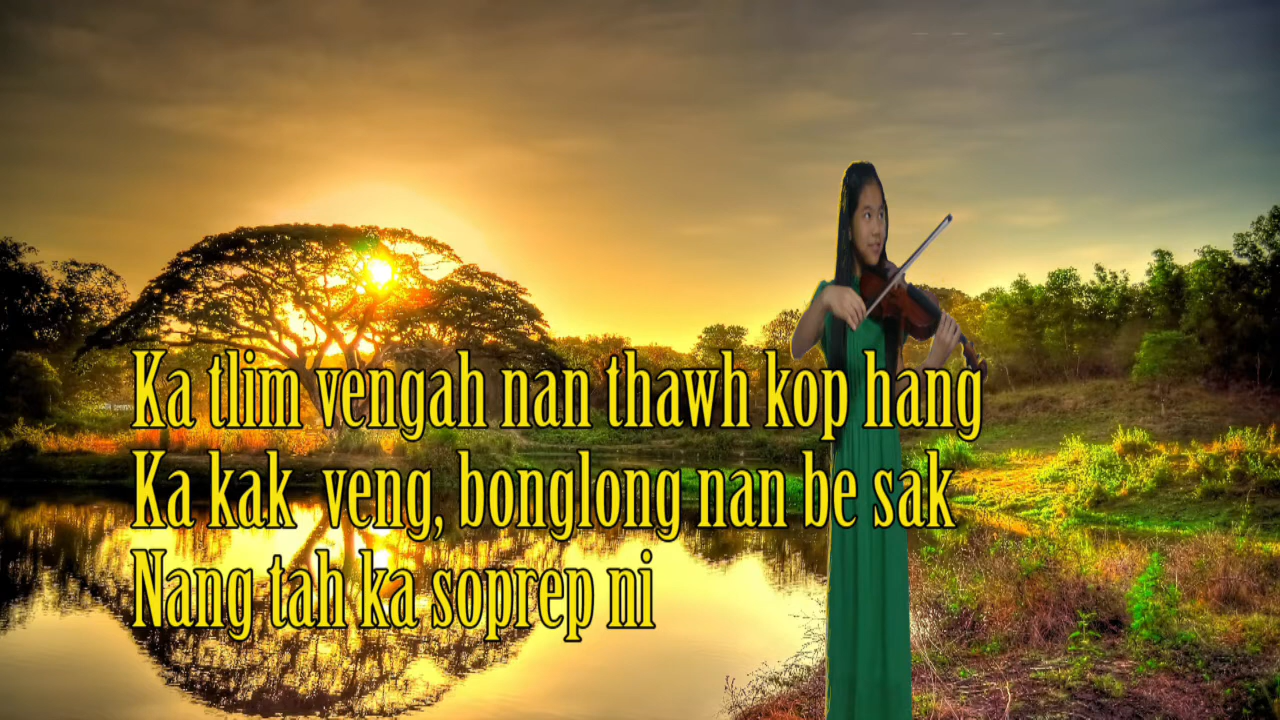 Ka tlim vengah nan thawh kop hang
Ka kak veng, bonglong nan be sak
Nang tah ka soprep ni